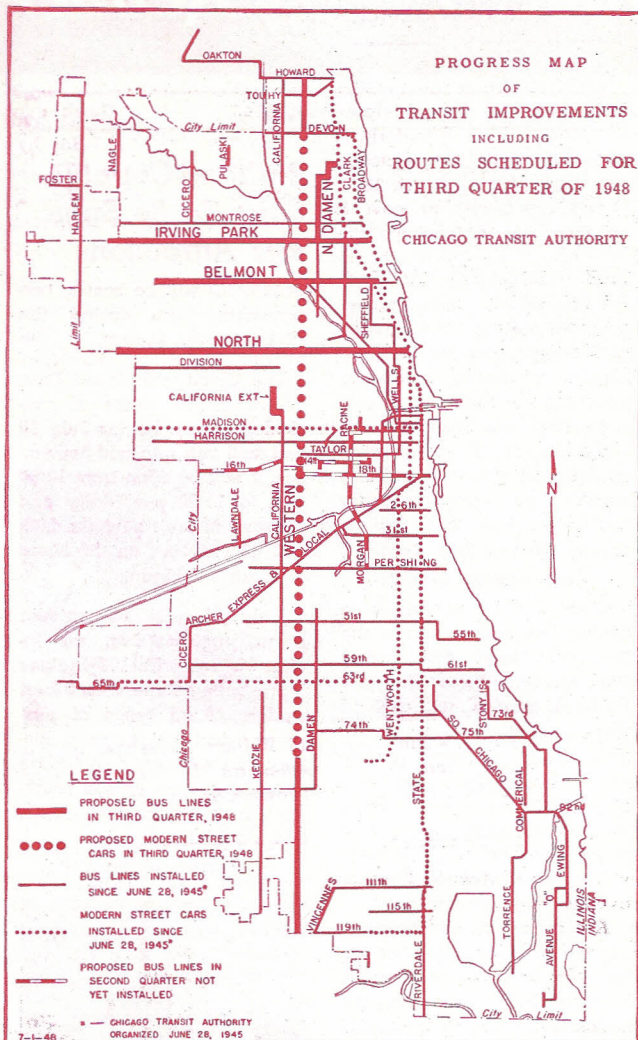 PROGRESS MAP
OF
TRANSIT IMPROVEMENTS
INCLUDING
ROUTES SCHEDULED FOR
THIRD QUARTER OF 1948
CHICAGO TRANSIT AUTHORITY
OAKTON
HOWARD
TOUHY
CALIFORNIA
City Limit
DEVON
NAGLE
PULASKI
CICERO
CLARK
BROADWAY
FOSTER
HARLEM
N. DAMEN
MONTROSE
IRVING PARK
BELMONT
SHEFFIELD
Limit
NORTH
DIVISION
WELLS
CALIFORNIA EXT
RACINE
MADISON
HARRISON
TAYLOR
14th
16th
18th
City
LAWNDALE
CALIFORNIA
WESTERN
26th
31st
MORGAN
PERSHING
N
ARCHER EXPRESS & LOCAL
CICERO
51st
55th
59th
61st
63rd
65th
WENTWORTH
STONY IS.
73rd
74th
75th
Chicago
KEDZIE
DAMEN
SO CHICAGO
STATE
COMMERICAL
92nd
EWING
VINCENNES
111th
115th
119th
RIVERDALE
TORRENCE
AVENUE "O"
ILLINOIS
INDIANA
City Limit
LEGEND
PROPOSED BUS LINES
IN THIRD QUARTER, 1948
PROPOSED MODERN STREET
CARS IN THIRD QUARTER, 1948
BUS LINES INSTALLED
SINCE JUNE 28, 1945*
MODERN STREET CARS
INSTALLED SINCE
JUNE 28, 1945*
PROPOSED BUS LINES IN
SECOND QUARTER NOT
YET INSTALLED
* — CHICAGO TRANSIT AUTHORITY
ORGANIZED JUNE 28, 1945
7-1-48